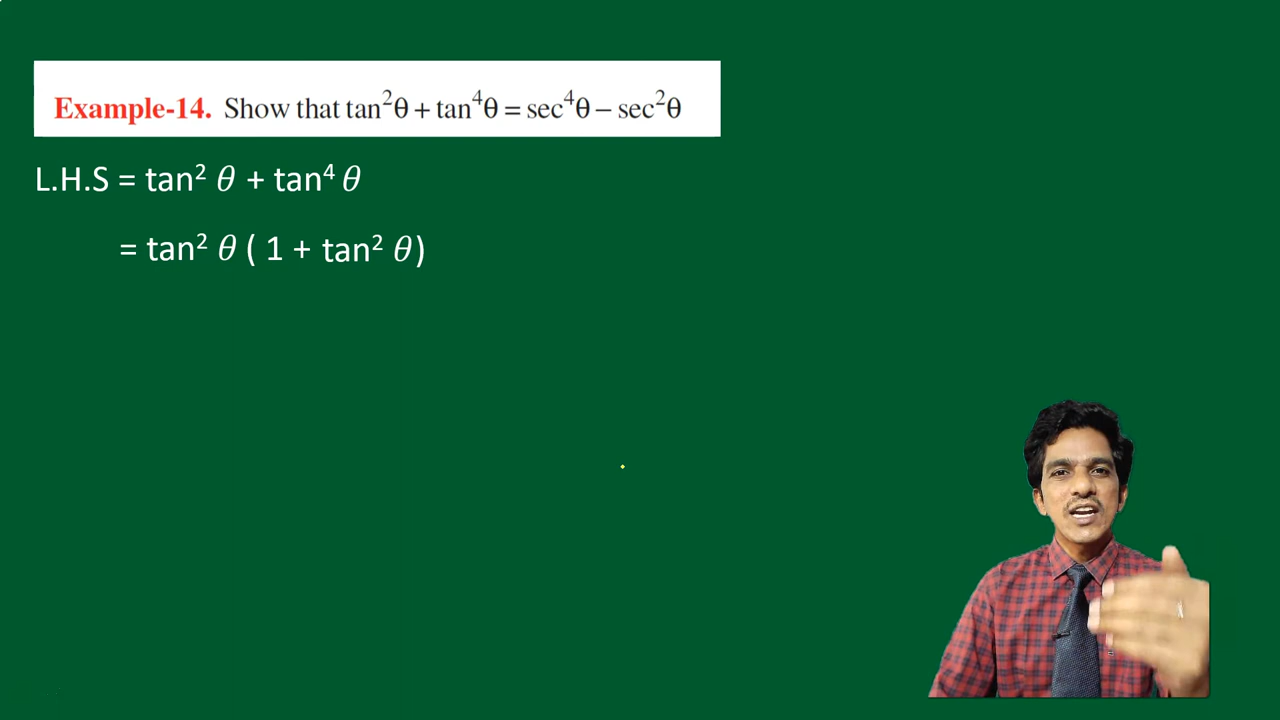 Example-14. Show that tan²θ + tan⁴θ = sec⁴θ – sec²θ
L.H.S = tan² θ + tan⁴ θ
= tan² θ ( 1 + tan² θ)